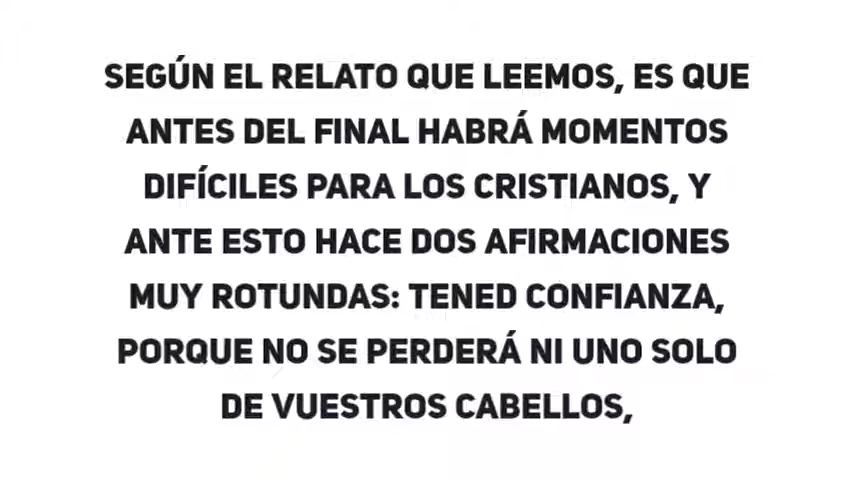 SEGÚN EL RELATO QUE LEEMOS, ES QUE
ANTES DEL FINAL HABRÁ MOMENTOS
DIFÍCILES PARA LOS CRISTIANOS, Y
ANTE ESTO HACE DOS AFIRMACIONES
MUY ROTUNDAS: TENED CONFIANZA,
PORQUE NO SE PERDERÁ NI UNO SOLO
DE VUESTROS CABELLOS,